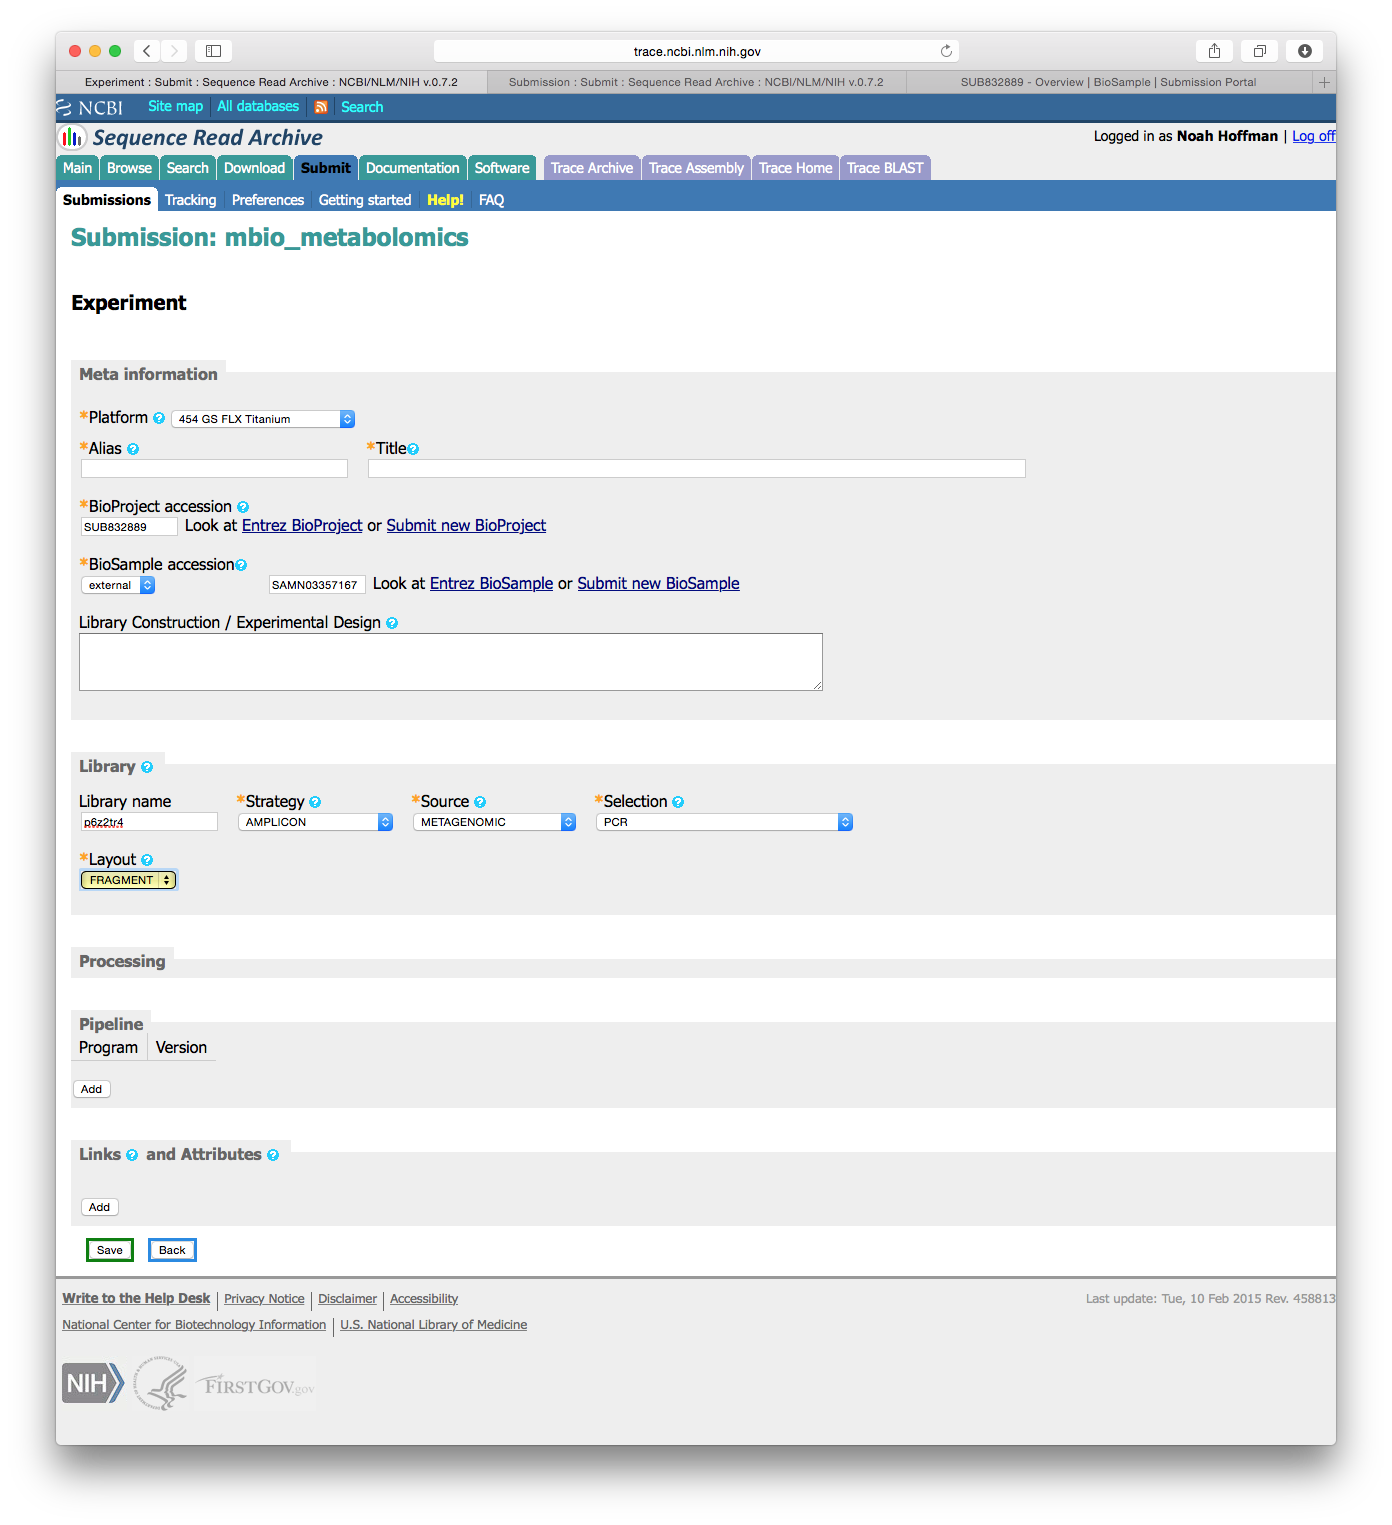 trace.ncbi.nlm.nih.gov
Experiment : Submit : Sequence Read Archive : NCBI/NLM/NIH v.0.7.2
Submission : Submit : Sequence Read Archive : NCBI/NLM/NIH v.0.7.2
SUB832889 - Overview | BioSample | Submission Portal
NCBI Site map All databases Search
Sequence Read Archive
Logged in as Noah Hoffman | Log off
Main Browse Search Download Submit Documentation Software Trace Archive Trace Assembly Trace Home Trace BLAST
Submissions Tracking Preferences Getting started Help! FAQ
Submission: mbio_metabolomics
Experiment
Meta information
*Platform ? 454 GS FLX Titanium
*Alias ? *Title ?
*BioProject accession ?
SUB832889 Look at Entrez BioProject or Submit new BioProject
*BioSample accession ?
external SAMN03357167 Look at Entrez BioSample or Submit new BioSample
Library Construction / Experimental Design ?
Library ?
Library name *Strategy ? *Source ? *Selection ?
p6z2tr4 AMPLICON METAGENOMIC PCR
*Layout ?
FRAGMENT
Processing
Pipeline
Program Version
Add
Links ? and Attributes ?
Add
Save Back
Write to the Help Desk Privacy Notice Disclaimer Accessibility
Last update: Tue, 10 Feb 2015 Rev. 458813
National Center for Biotechnology Information U.S. National Library of Medicine
NIH FIRSTGOV.gov